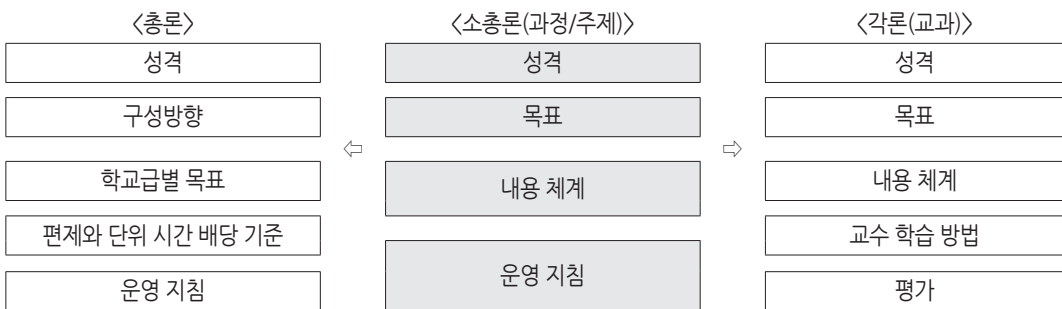 〈총론〉
성격
구성방향
학교급별 목표
편제와 단위 시간 배당 기준
운영 지침
〈소총론(과정/주제)〉
성격
목표
내용 체계
운영 지침
〈각론(교과)〉
성격
목표
내용 체계
교수 학습 방법
평가